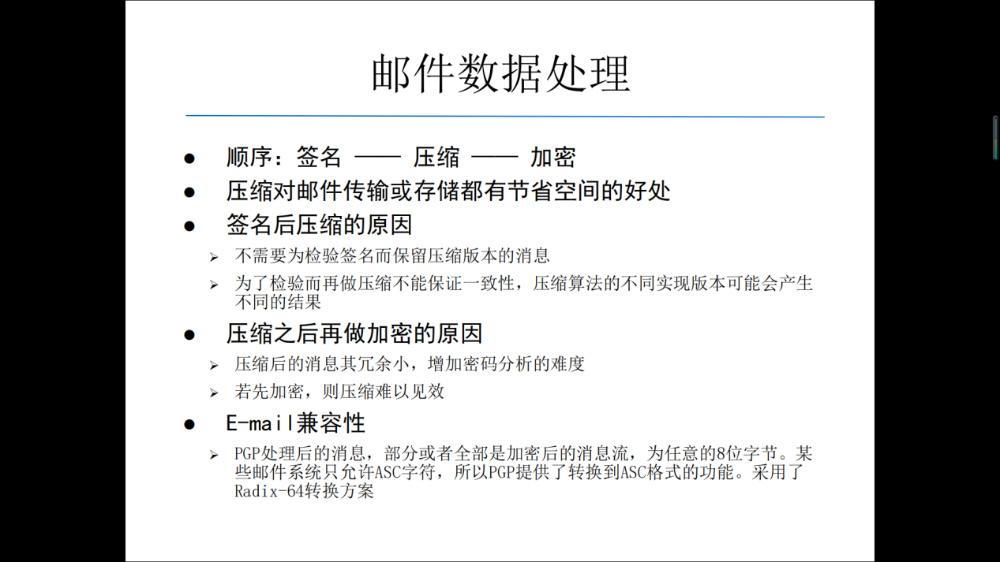 邮件数据处理
● 顺序：签名 —— 压缩 —— 加密
● 压缩对邮件传输或存储都有节省空间的好处
● 签名后压缩的原因
➢ 不需要为检验签名而保留压缩版本的消息
➢ 为了检验而再做压缩不能保证一致性，压缩算法的不同实现版本可能会产生
不同的结果
● 压缩之后再做加密的原因
➢ 压缩后的消息其冗余小，增加密码分析的难度
➢ 若先加密，则压缩难以见效
● E-mail兼容性
➢ PGP处理后的消息，部分或者全部是加密后的消息流，为任意的8位字节。某
些邮件系统只允许ASC字符，所以PGP提供了转换到ASC格式的功能。采用了
Radix-64转换方案